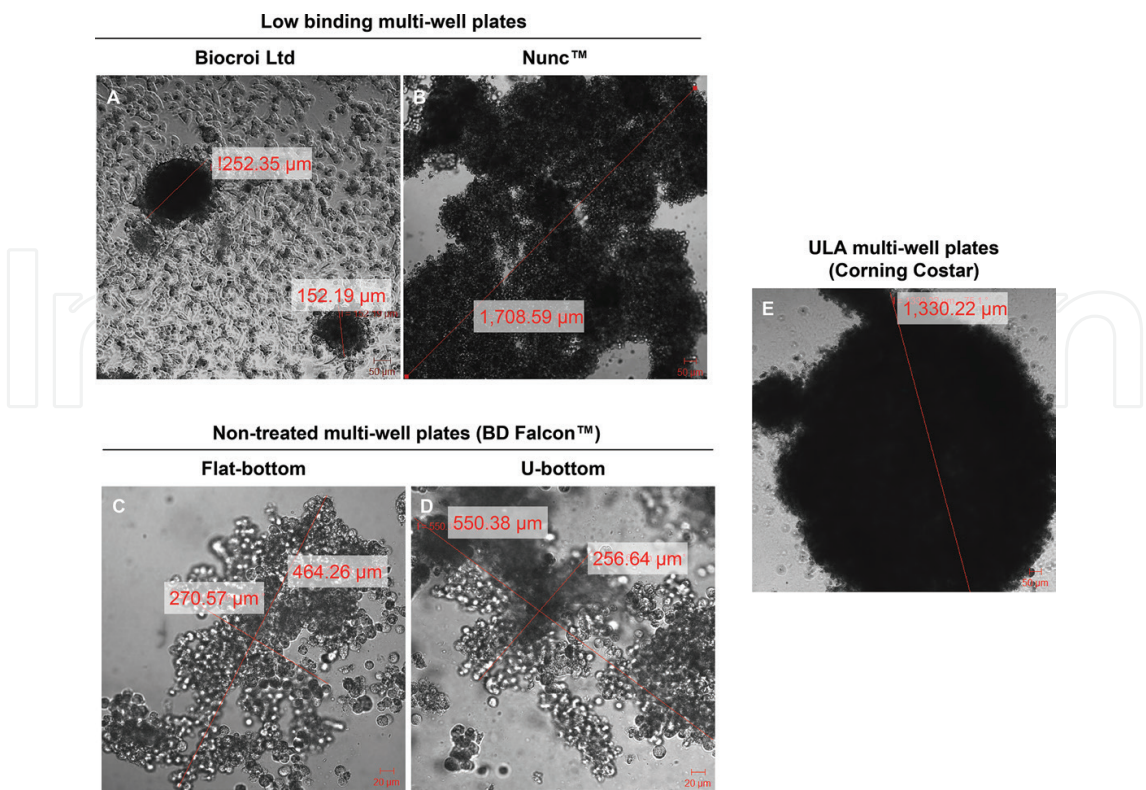 Low binding multi-well plates
Biocroi Ltd
Nunc™
A
1252.35 µm
152.19 µm
50 µm
B
1,708.59 µm
50 µm
ULA multi-well plates
(Corning Costar)
E
1,330.22 µm
50 µm
Non-treated multi-well plates (BD Falcon™)
Flat-bottom
U-bottom
C
464.26 µm
270.57 µm
20 µm
D
550.38 µm
256.64 µm
20 µm